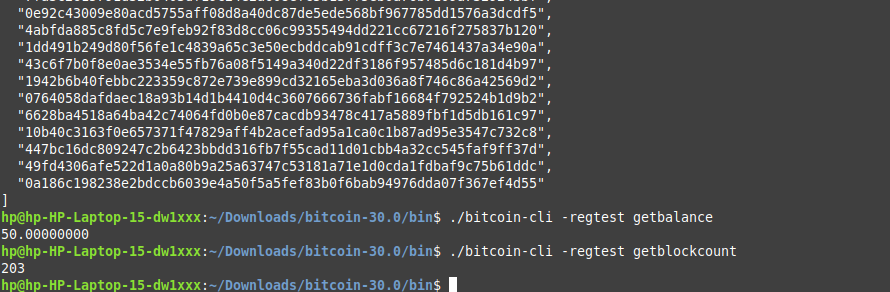 "0e92c43009e80acd5755aff08d8a40dc87de5ede568bf967785dd1576a3dcdf5",
"4abfda885c8fd5c7e9feb92f83d8cc06c99355494dd221cc67216f275837b120",
"1dd491b249d80f56fe1c4839a65c3e50ecbddcab91cdff3c7e7461437a34e90a",
"43c6f7b0f8e0ae3534e55fb76a08f5149a340d22df3186f957485d6c181d4b97",
"1942b6b40febbc223359c872e739e899cd32165eba3d036a8f746c86a42569d2",
"0764058dafdaec18a93b14d1b4410d4c3607666736fabf16684f792524b1d9b2",
"6628ba4518a64ba42c74064fd0b0e87cacdb93478c417a5889fbf1d5db161c97",
"10b40c3163f0e657371f47829aff4b2acefad95a1ca0c1b87ad95e3547c732c8",
"447bc16dc809247c2b6423bbdd316fb7f55cad11d01cbb4a32cc545faf9ff37d",
"49fd4306afe522d1a0a80b9a25a63747c53181a71e1d0cda1fdbaf9c75b61ddc",
"0a186c198238e2bdccb6039e4a50f5a5fef83b0f6bab94976dda07f367ef4d55"
]
hp@hp-HP-Laptop-15-dw1xxx:~/Downloads/bitcoin-30.0/bin$ ./bitcoin-cli -regtest getbalance
50.00000000
hp@hp-HP-Laptop-15-dw1xxx:~/Downloads/bitcoin-30.0/bin$ ./bitcoin-cli -regtest getblockcount
203
hp@hp-HP-Laptop-15-dw1xxx:~/Downloads/bitcoin-30.0/bin$